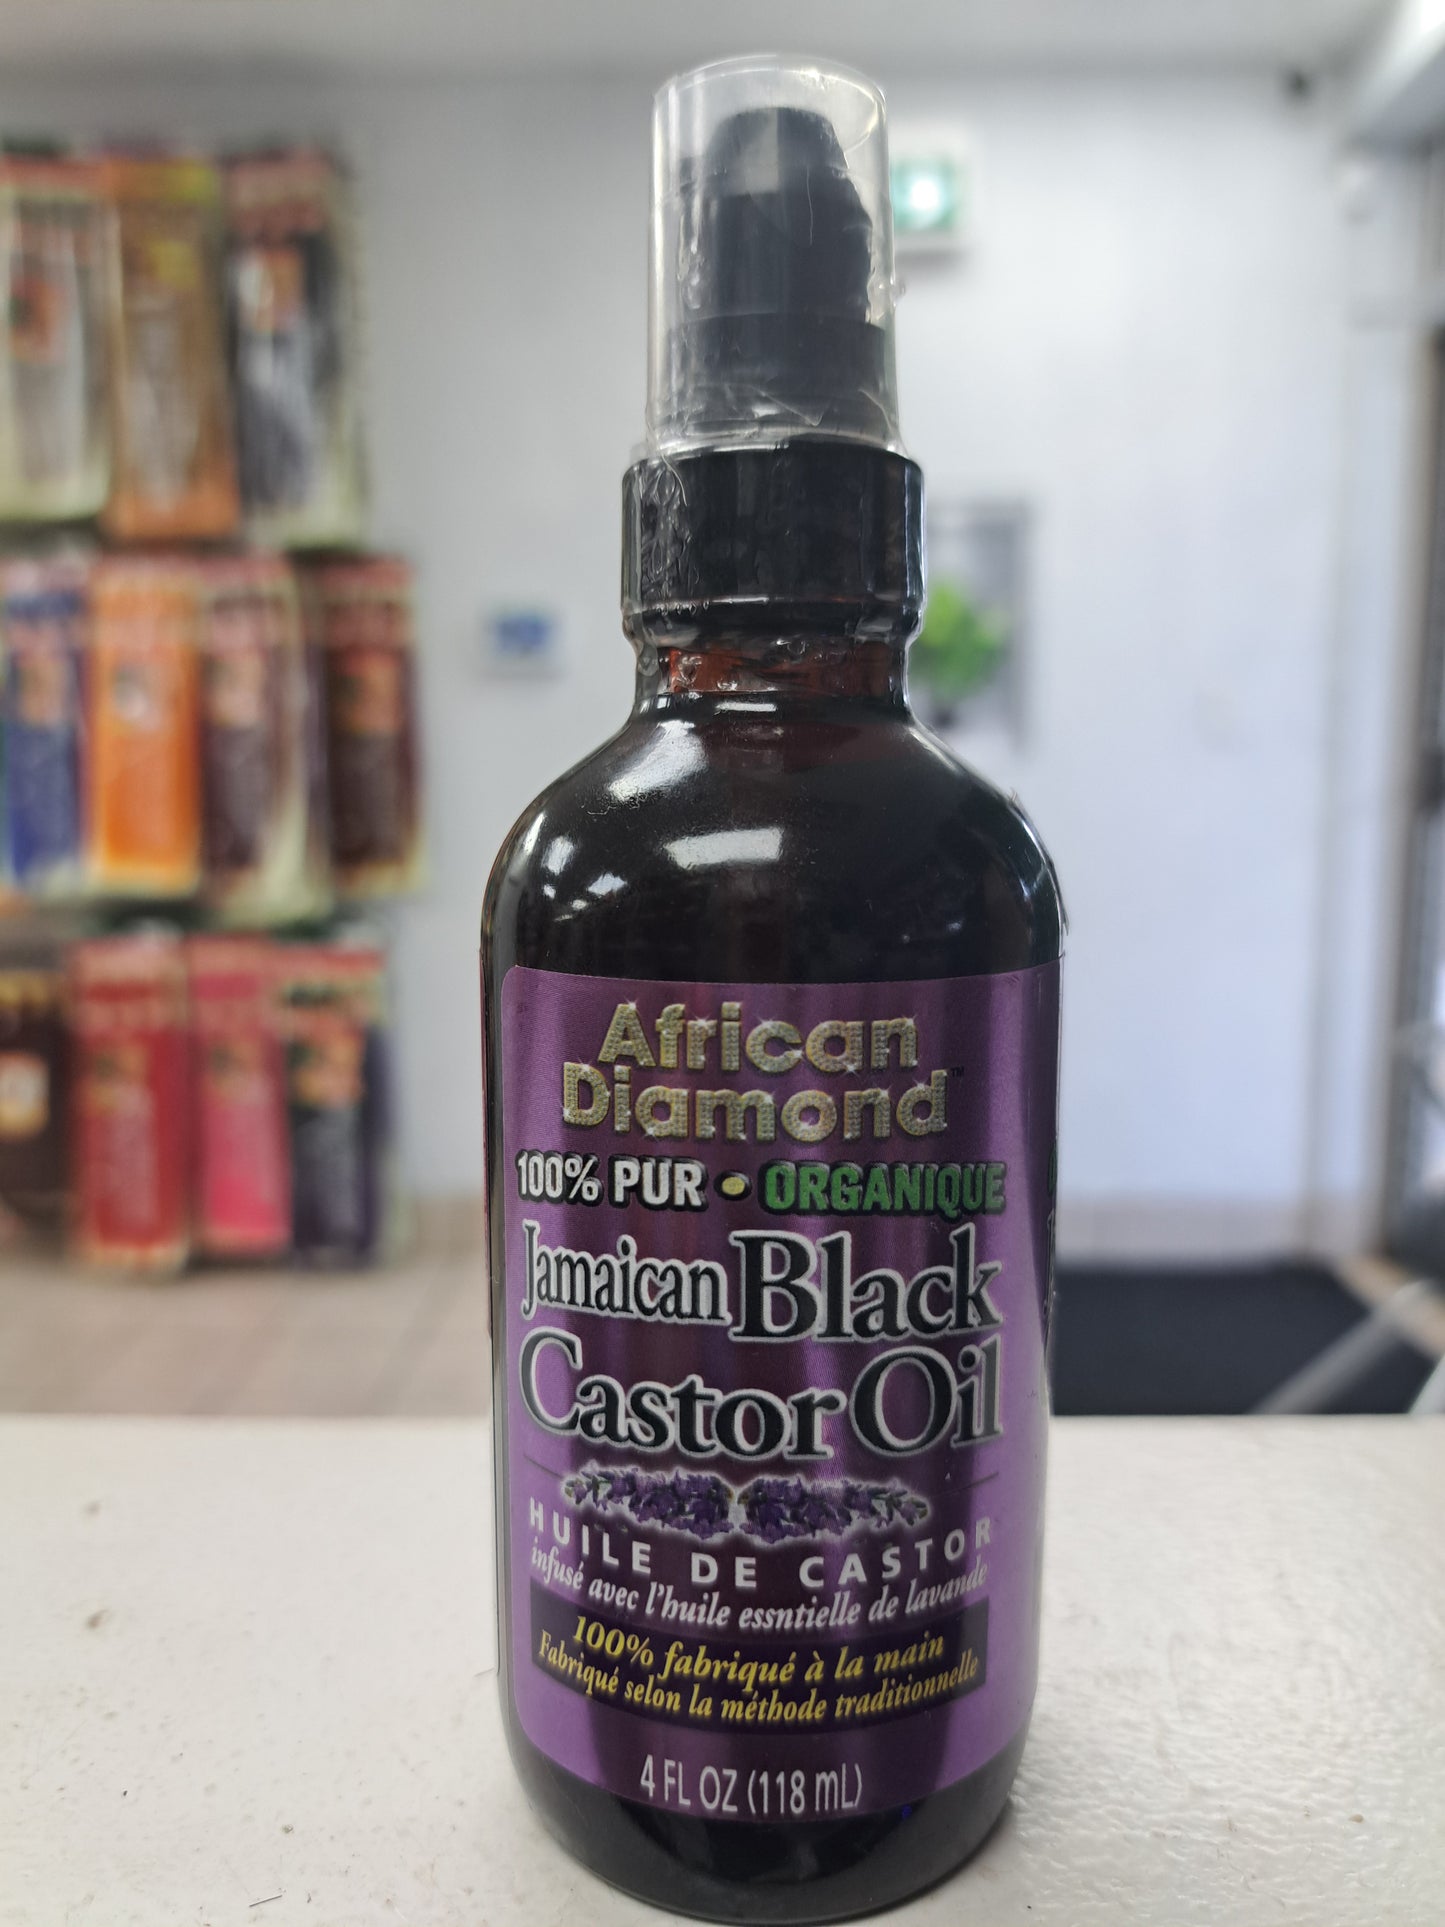 African
Diamond™
100% PUR • ORGANIQUE
Jamaican Black
Castor Oil
HUILE DE CASTOR
infusé avec l'huile essntielle de lavande
100% fabriqué à la main
Fabriqué selon la méthode traditionnelle
4 FL OZ (118 mL)